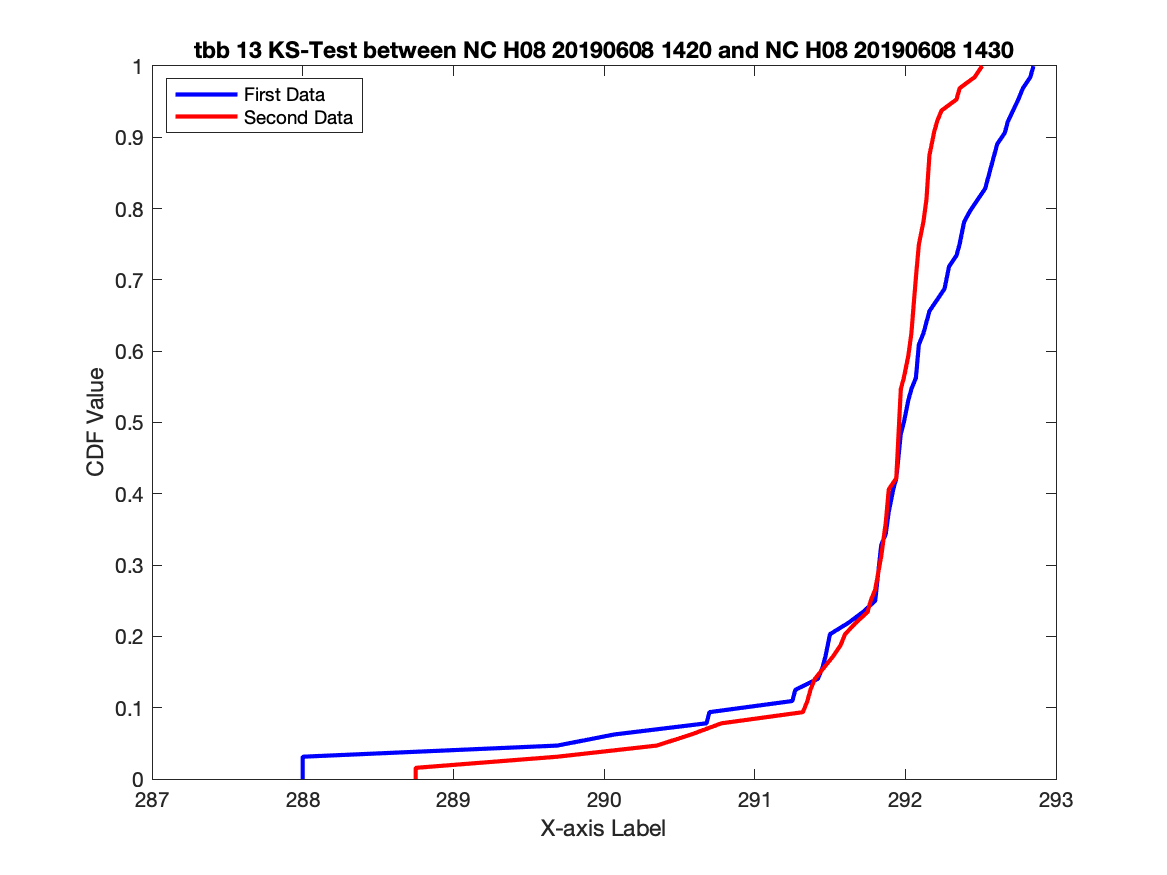 tbb 13 KS-Test between NC H08 20190608 1420 and NC H08 20190608 1430
First Data
Second Data
1
0.9
0.8
0.7
0.6
0.5
0.4
0.3
0.2
0.1
0
CDF Value
287 288 289 290 291 292 293
X-axis Label